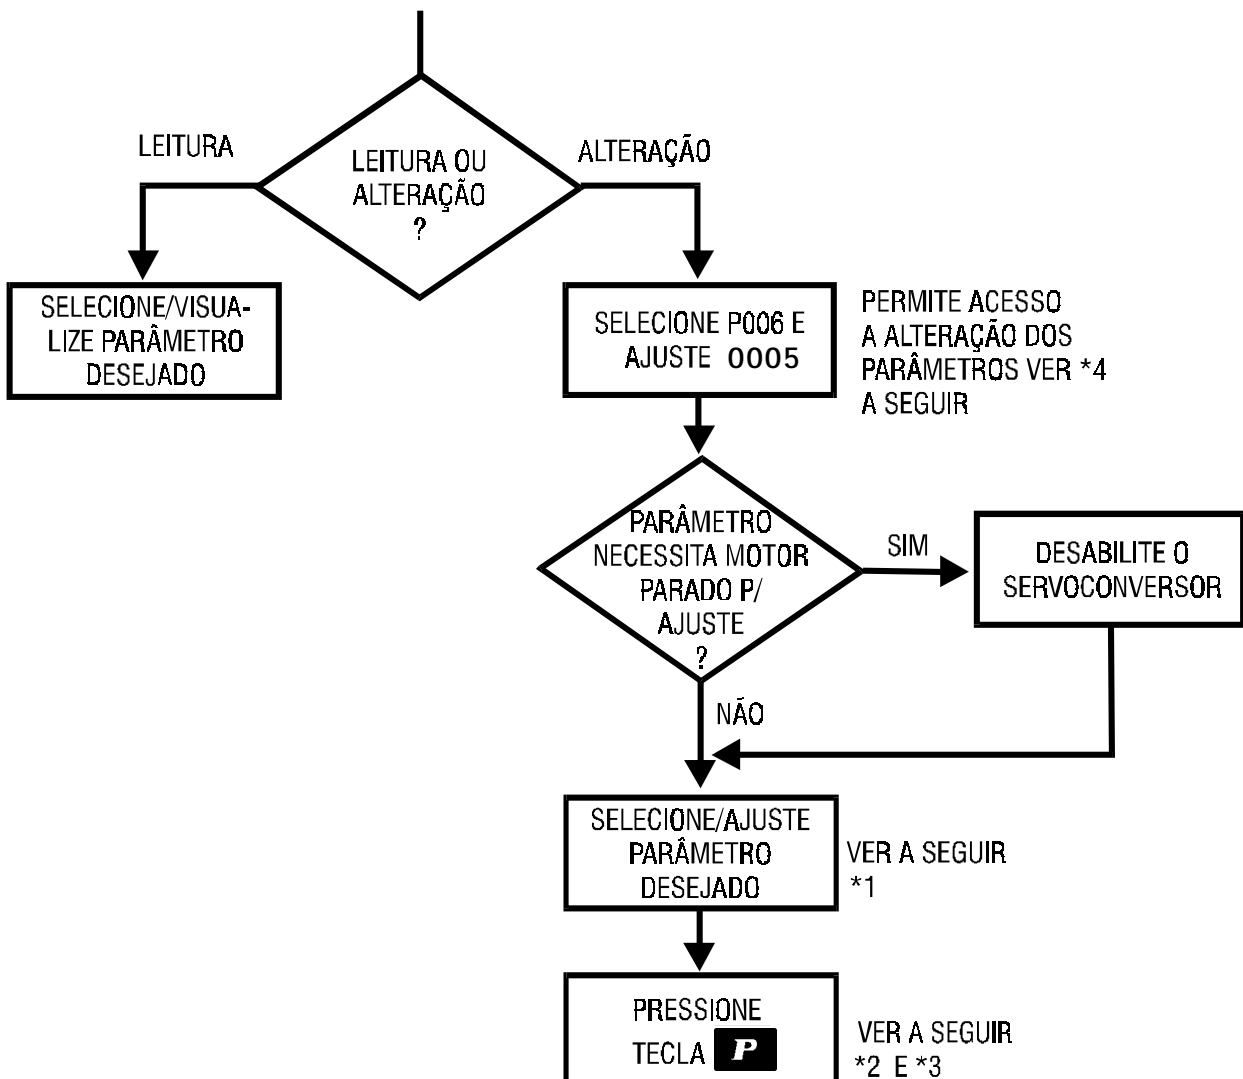 LEITURA
LEITURA OU
ALTERAÇÃO
?
ALTERAÇÃO
SELECIONE/VISUA-
LIZE PARÂMETRO
DESEJADO
SELECIONE P006 E
AJUSTE 0005
PERMITE ACESSO
A ALTERAÇÃO DOS
PARÂMETROS VER *4
A SEGUIR
PARÂMETRO
NECESSITA MOTOR
PARADO P/
AJUSTE
?
SIM
DESABILITE O
SERVOCONVERSOR
NÃO
SELECIONE/AJUSTE
PARÂMETRO
DESEJADO
VER A SEGUIR
*1
PRESSIONE
TECLA P
VER A SEGUIR
*2 E *3